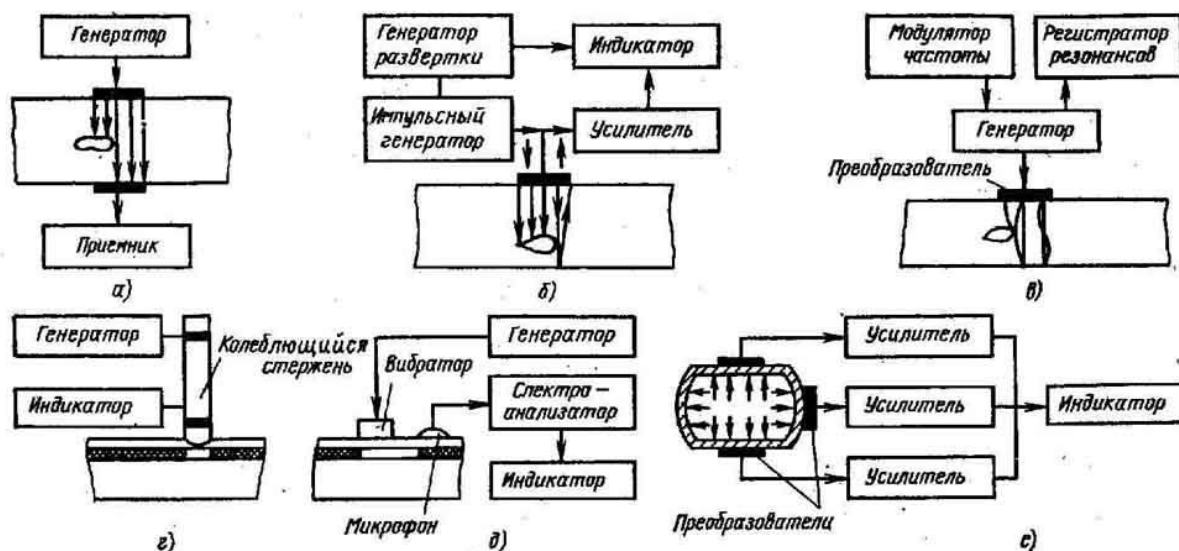 Генератор
Приемник
а)
Генератор
развертки
Индикатор
Импульсный
генератор
Усилитель
б)
Модулятор
частоты
Регистратор
резонансов
Генератор
Преобразователь
в)
Генератор
Колеблющийся
стержень
Индикатор
г)
Вибратор
Генератор
Спектро-
анализатор
Индикатор
Микрофон
д)
Усилитель
Усилитель
Индикатор
Усилитель
Преобразователи
е)